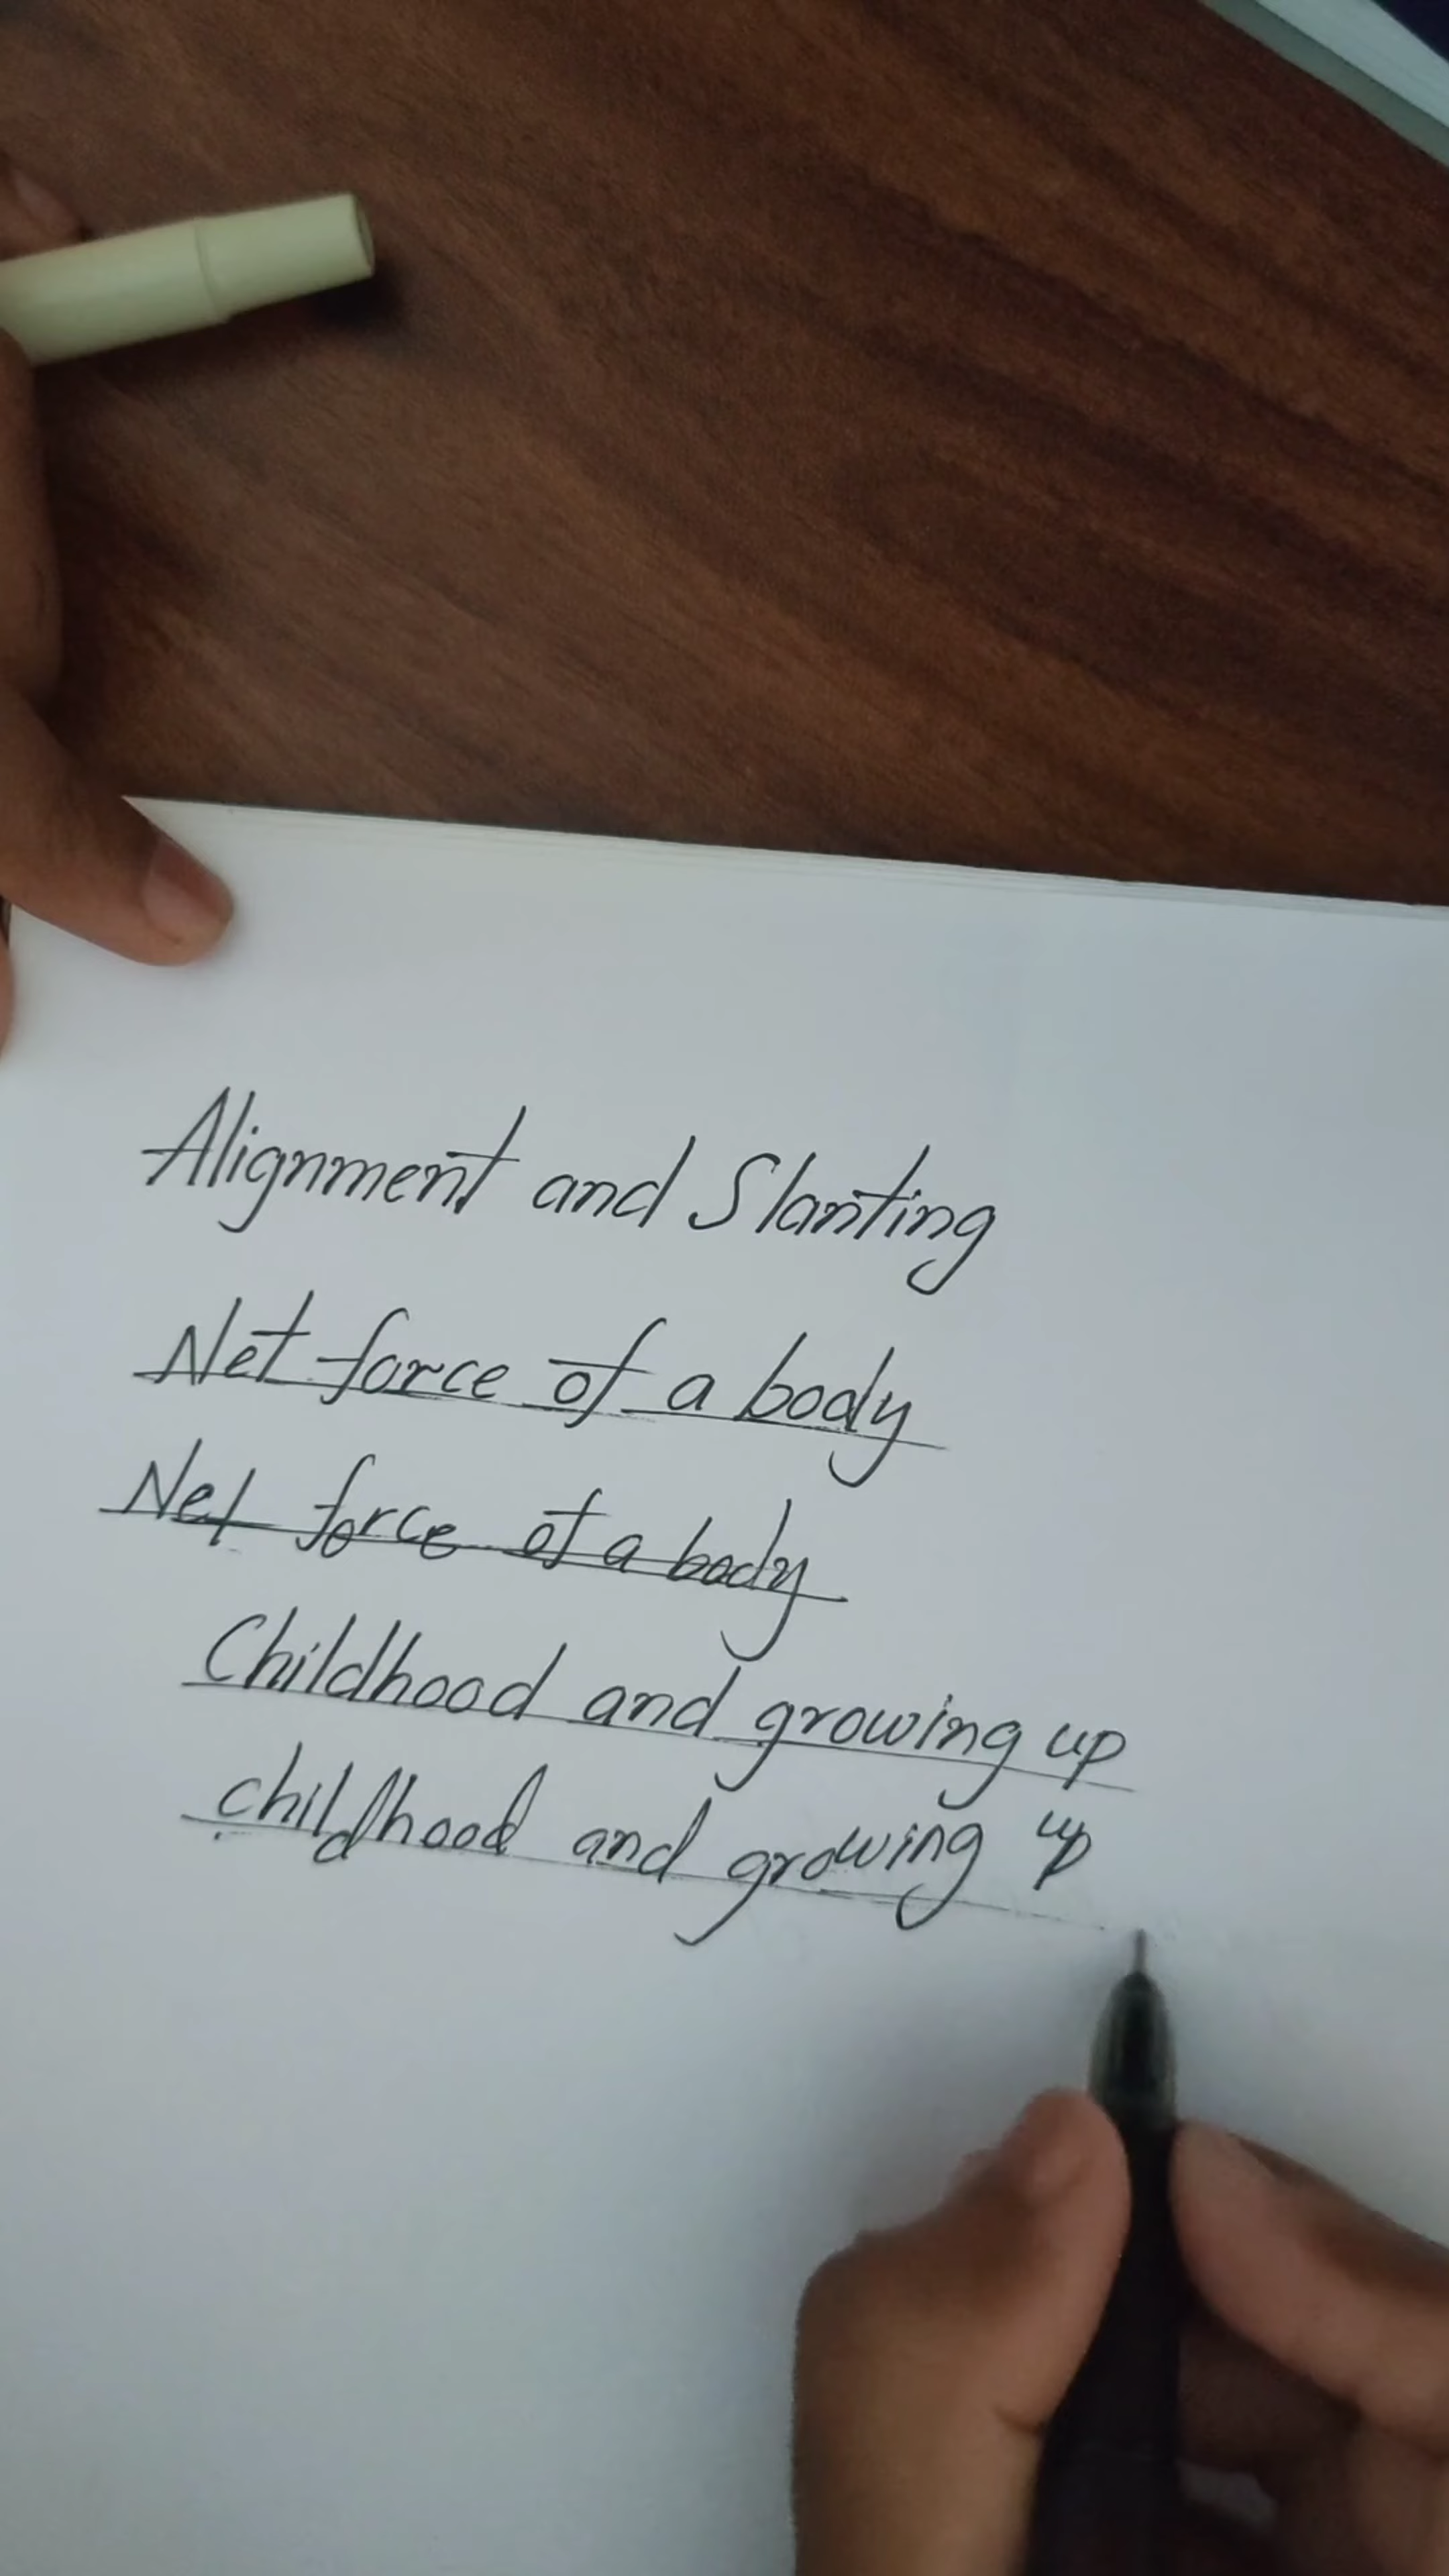 Alignment and Slanting
Net force of a body
Net force of a body
Childhood and growing up
childhood and growing up